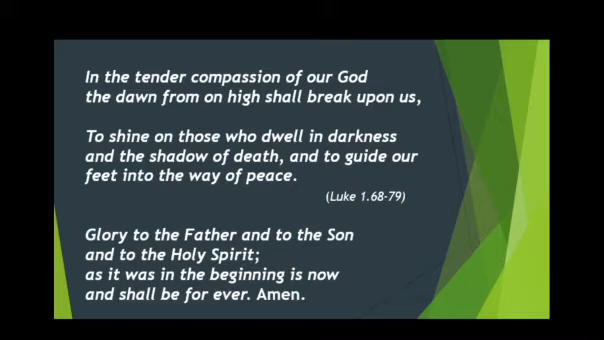 In the tender compassion of our God
the dawn from on high shall break upon us,
To shine on those who dwell in darkness
and the shadow of death, and to guide our
feet into the way of peace.
(Luke 1.68-79)
Glory to the Father and to the Son
and to the Holy Spirit;
as it was in the beginning is now
and shall be for ever. Amen.